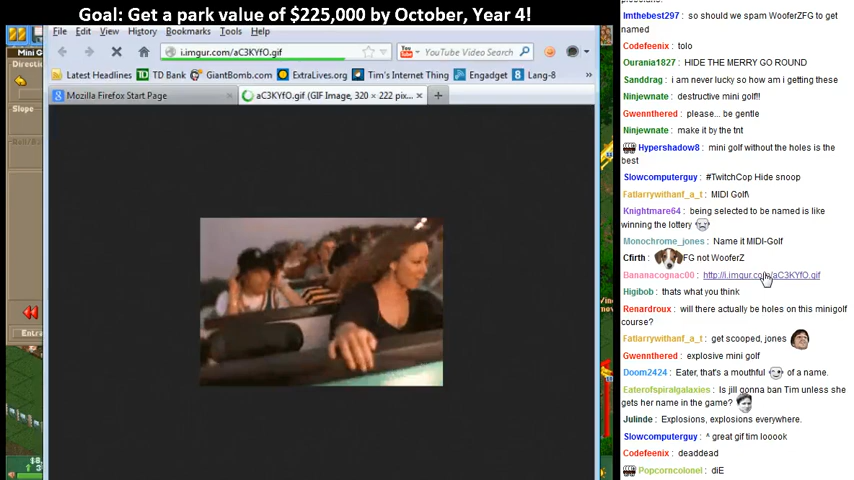 Goal: Get a park value of $225,000 by October, Year 4!
Mini G
Directi
Slope
Roll/
Entra
File Edit View History Bookmarks Tools Help
i.imgur.com/aC3KYfO.gif
YouTube Video Search
Latest Headlines TD Bank GiantBomb.com ExtraLives.org Tim's Internet Thing Engadget Lang-8
Mozilla Firefox Start Page
aC3KYfO.gif (GIF Image, 320 × 222 pix...
Imthebest297 : so should we spam WooferZFG to get
named
Codefeenix : tolo
Ourania1827 : HIDE THE MERRY GO ROUND
Sanddrag : i am never lucky so how am i getting these
Ninjewnate : destructive mini golf!!
Gwennthered : please... be gentle
Ninjewnate : make it by the tnt
Hypershadow8 : mini golf without the holes is the
best
Slowcomputerguy : #TwitchCop Hide snoop
Fatlarrywithanf_a_t : MIDI Golf\
Knightmare64 : being selected to be named is like
winning the lottery
Monochrome_jones : Name it MIDI-Golf
Cfirth : FG not WooferZ
Bananacognac00 : http://i.imgur.com/aC3KYfO.gif
Higibob : thats what you think
Renardroux : will there actually be holes on this minigolf
course?
Fatlarrywithanf_a_t : get scooped, jones
Gwennthered : explosive mini golf
Doom2424 : Eater, that's a mouthful of a name.
Eaterofspiralgalaxies : Is jill gonna ban Tim unless she
gets her name in the game?
Julinde : Explosions, explosions everywhere.
Slowcomputerguy : ^ great gif tim looook
Codefeenix : deaddead
Popcorncolonel : diE